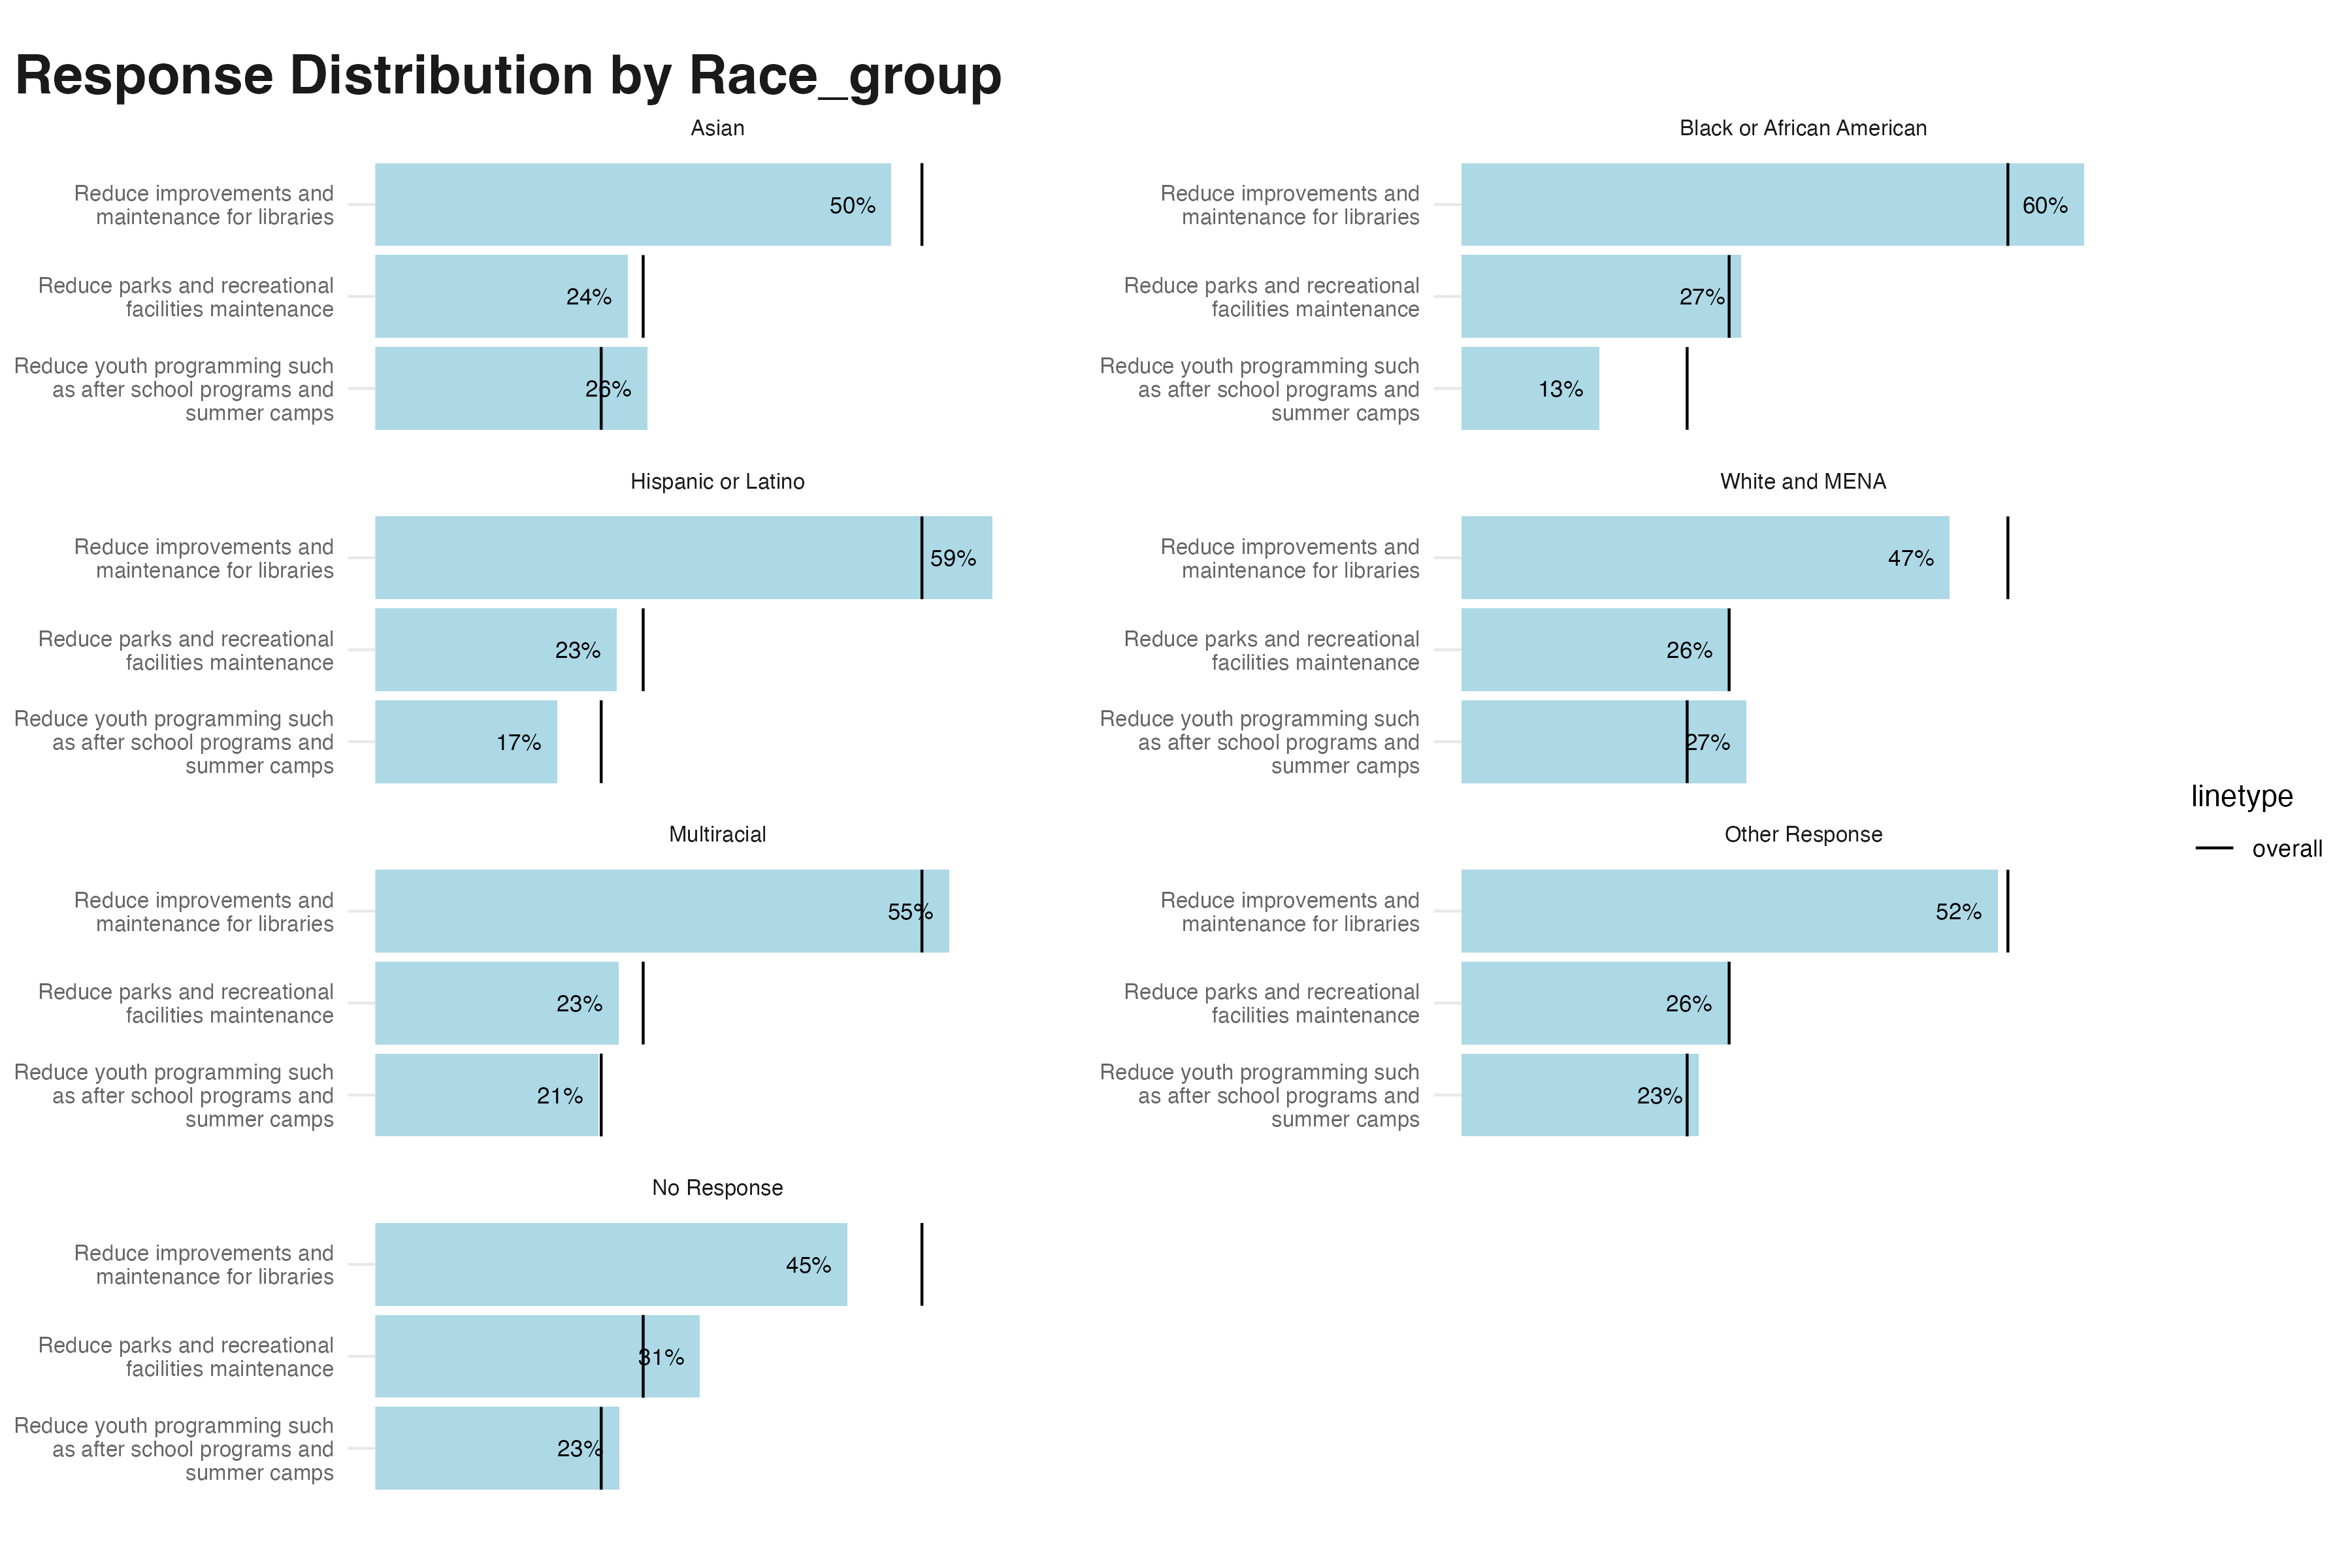 Response Distribution by Race_group
Asian
Reduce improvements and
maintenance for libraries
50%
Reduce parks and recreational
facilities maintenance
24%
Reduce youth programming such
as after school programs and
summer camps
26%
Black or African American
Reduce improvements and
maintenance for libraries
60%
Reduce parks and recreational
facilities maintenance
27%
Reduce youth programming such
as after school programs and
summer camps
13%
Hispanic or Latino
Reduce improvements and
maintenance for libraries
59%
Reduce parks and recreational
facilities maintenance
23%
Reduce youth programming such
as after school programs and
summer camps
17%
White and MENA
Reduce improvements and
maintenance for libraries
47%
Reduce parks and recreational
facilities maintenance
26%
Reduce youth programming such
as after school programs and
summer camps
27%
Multiracial
Reduce improvements and
maintenance for libraries
55%
Reduce parks and recreational
facilities maintenance
23%
Reduce youth programming such
as after school programs and
summer camps
21%
Other Response
Reduce improvements and
maintenance for libraries
52%
Reduce parks and recreational
facilities maintenance
26%
Reduce youth programming such
as after school programs and
summer camps
23%
No Response
Reduce improvements and
maintenance for libraries
45%
Reduce parks and recreational
facilities maintenance
31%
Reduce youth programming such
as after school programs and
summer camps
23%
linetype
overall